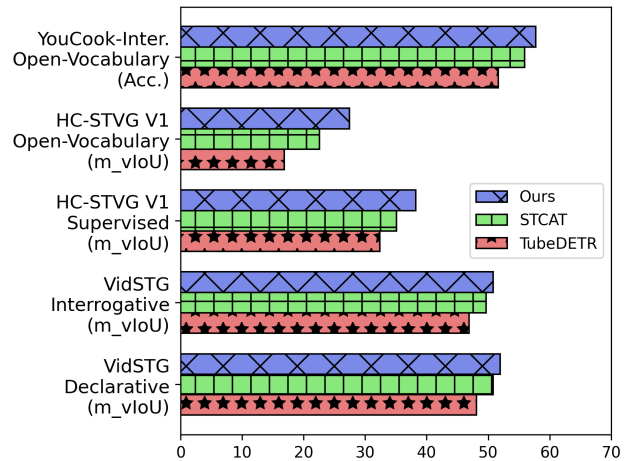 YouCook-Inter.
Open-Vocabulary
(Acc.)
HC-STVG V1
Open-Vocabulary
(m_vIoU)
HC-STVG V1
Supervised
(m_vIoU)
VidSTG
Interrogative
(m_vIoU)
VidSTG
Declarative
(m_vIoU)
Ours
STCAT
TubeDETR
0 10 20 30 40 50 60 70